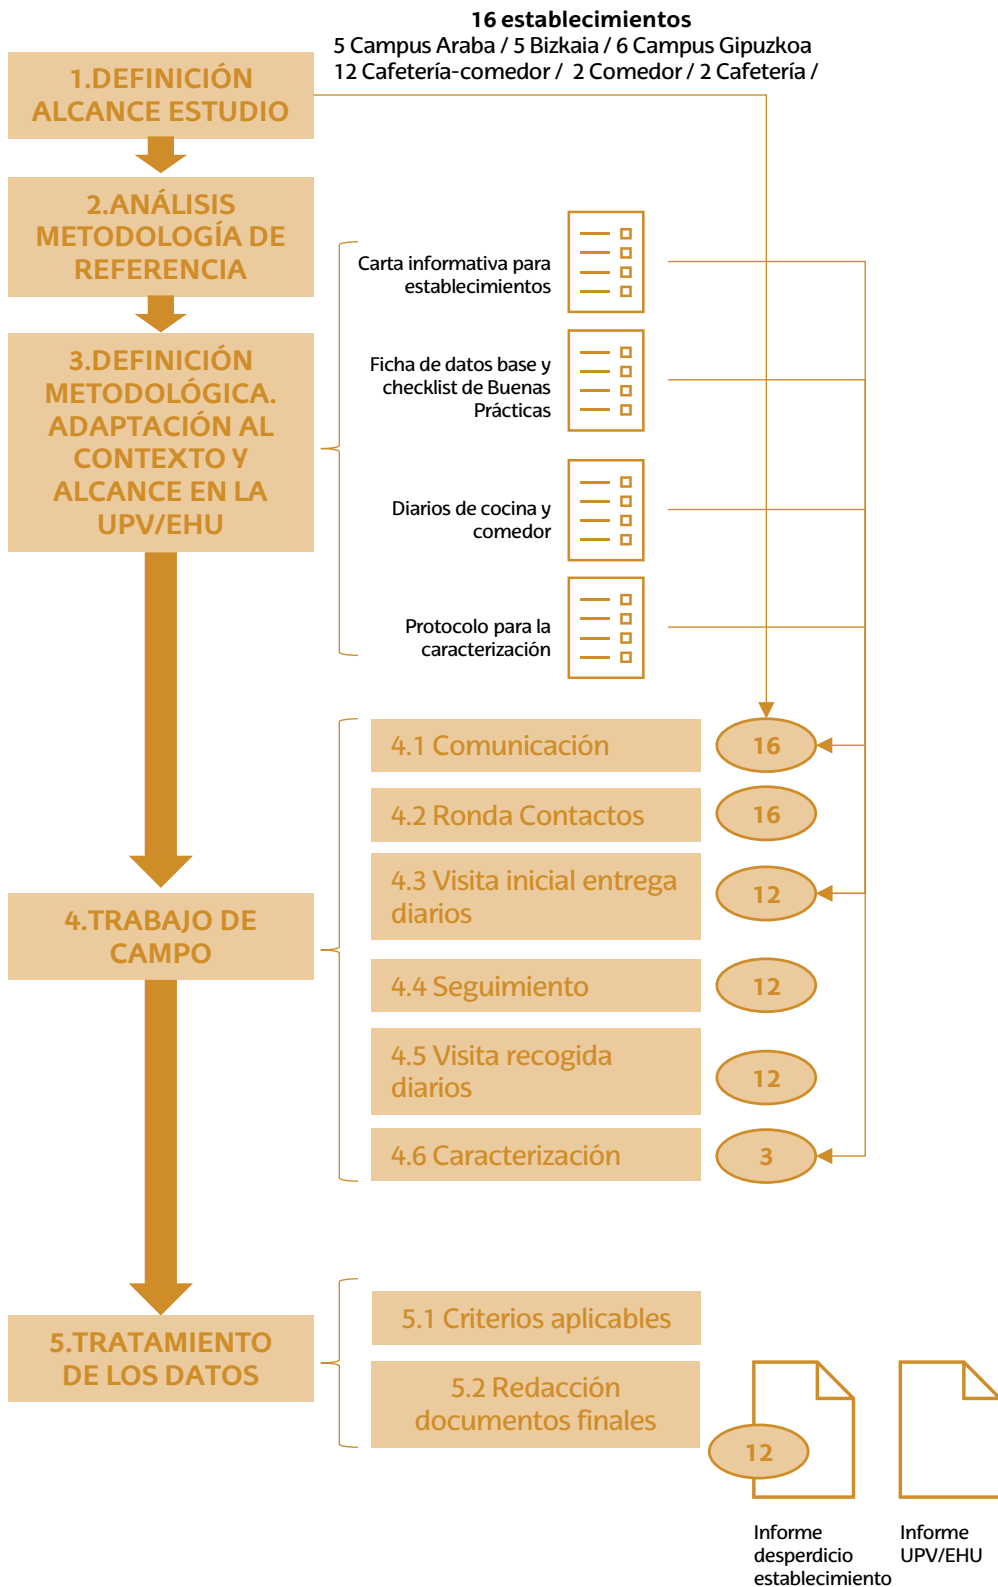 16 establecimientos
5 Campus Araba / 5 Bizkaia / 6 Campus Gipuzkoa
12 Cafetería-comedor / 2 Comedor / 2 Cafetería /
1.DEFINICIÓN
ALCANCE ESTUDIO
2.ANÁLISIS
METODOLOGÍA DE
REFERENCIA
3.DEFINICIÓN
METODOLÓGICA.
ADAPTACIÓN AL
CONTEXTO Y
ALCANCE EN LA
UPV/EHU
Carta informativa para
establecimientos
Ficha de datos base y
checklist de Buenas
Prácticas
Diarios de cocina y
comedor
Protocolo para la
caracterización
4.TRABAJO DE
CAMPO
4.1 Comunicación
16
4.2 Ronda Contactos
16
4.3 Visita inicial entrega
diarios
12
4.4 Seguimiento
12
4.5 Visita recogida
diarios
12
4.6 Caracterización
3
5.TRATAMIENTO
DE LOS DATOS
5.1 Criterios aplicables
5.2 Redacción
documentos finales
12
Informe
desperdicio
establecimiento
Informe
UPV/EHU